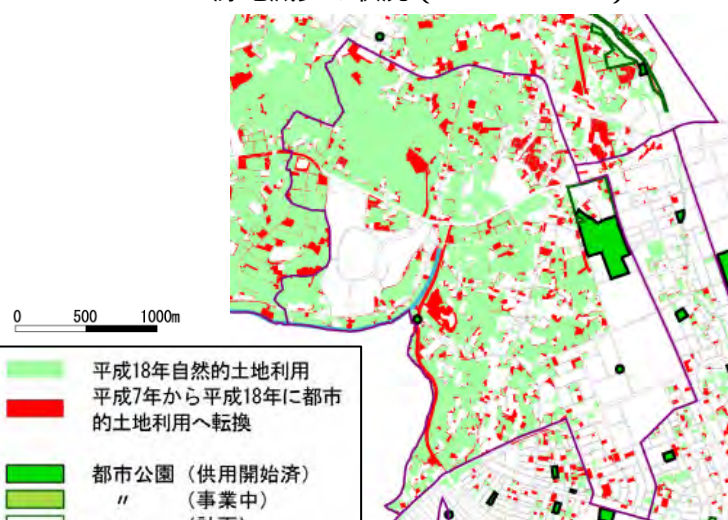 0 500 1000m
平成18年自然的土地利用
平成7年から平成18年に都市
的土地利用へ転換
都市公園（供用開始済）
〃 （事業中）